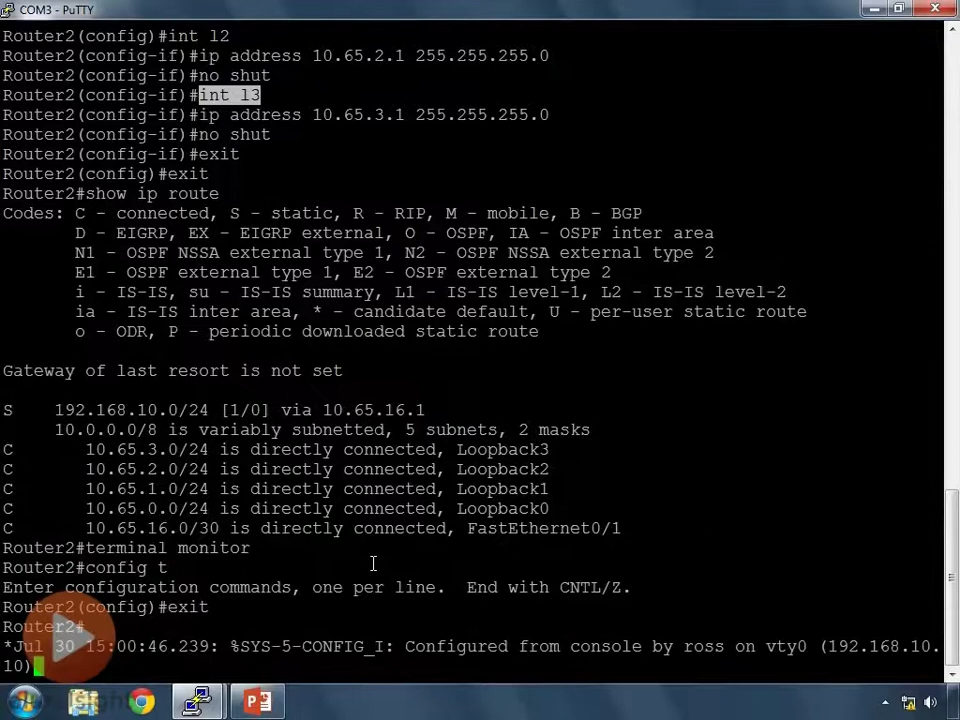 COM3 - PuTTY
Router2(config)#int l2
Router2(config-if)#ip address 10.65.2.1 255.255.255.0
Router2(config-if)#no shut
Router2(config-if)#int l3
Router2(config-if)#ip address 10.65.3.1 255.255.255.0
Router2(config-if)#no shut
Router2(config-if)#exit
Router2(config)#exit
Router2#show ip route
Codes: C - connected, S - static, R - RIP, M - mobile, B - BGP
D - EIGRP, EX - EIGRP external, O - OSPF, IA - OSPF inter area
N1 - OSPF NSSA external type 1, N2 - OSPF NSSA external type 2
E1 - OSPF external type 1, E2 - OSPF external type 2
i - IS-IS, su - IS-IS summary, L1 - IS-IS level-1, L2 - IS-IS level-2
ia - IS-IS inter area, * - candidate default, U - per-user static route
o - ODR, P - periodic downloaded static route
Gateway of last resort is not set
S 192.168.10.0/24 [1/0] via 10.65.16.1
10.0.0.0/8 is variably subnetted, 5 subnets, 2 masks
C 10.65.3.0/24 is directly connected, Loopback3
C 10.65.2.0/24 is directly connected, Loopback2
C 10.65.1.0/24 is directly connected, Loopback1
C 10.65.0.0/24 is directly connected, Loopback0
C 10.65.16.0/30 is directly connected, FastEthernet0/1
Router2#terminal monitor
Router2#config t
Enter configuration commands, one per line. End with CNTL/Z.
Router2(config)#exit
Router2#
*Jul 30 15:00:46.239: %SYS-5-CONFIG_I: Configured from console by ross on vty0 (192.168.10.
10)